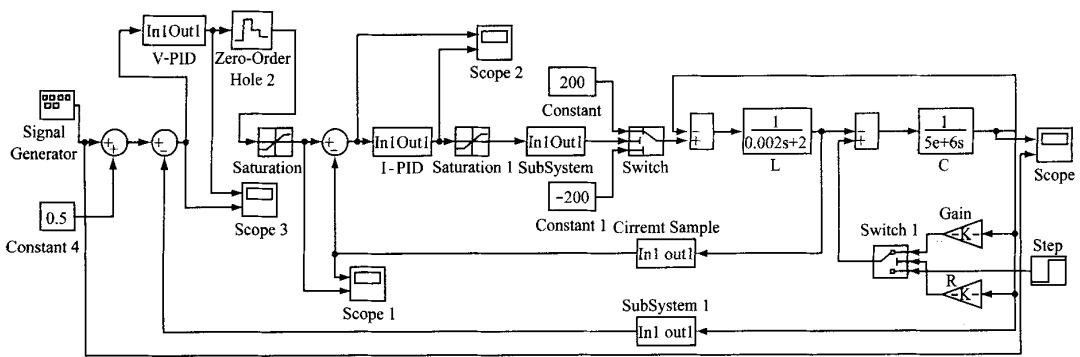 In1Out1
V-PID
Zero-Order
Hole 2
Scope 2
Signal
Generator
Saturation
In1Out1
I-PID
Saturation 1
In1Out1
SubSystem
200
Constant
Switch
-200
Constant 1
1
0.002s+2
L
1
5e+6s
C
Scope
0.5
Constant 4
Scope 3
Cirremt Sample
In1 out1
Switch 1
Gain
-K-
R
-K-
Step
Scope 1
SubSystem 1
In1 out1